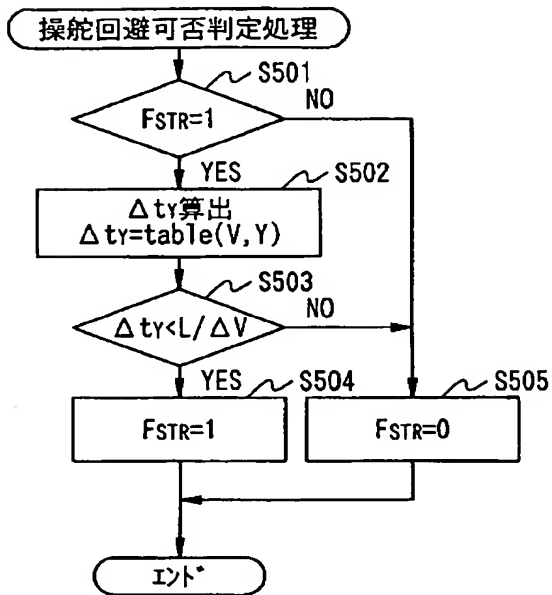 操舵回避可否判定処理
S501
FSTR=1
NO
YES
S502
ΔtY算出
ΔtY=table(V,Y)
S503
ΔtY<L/ΔV
NO
YES
S504
S505
FSTR=1
FSTR=0
エンド